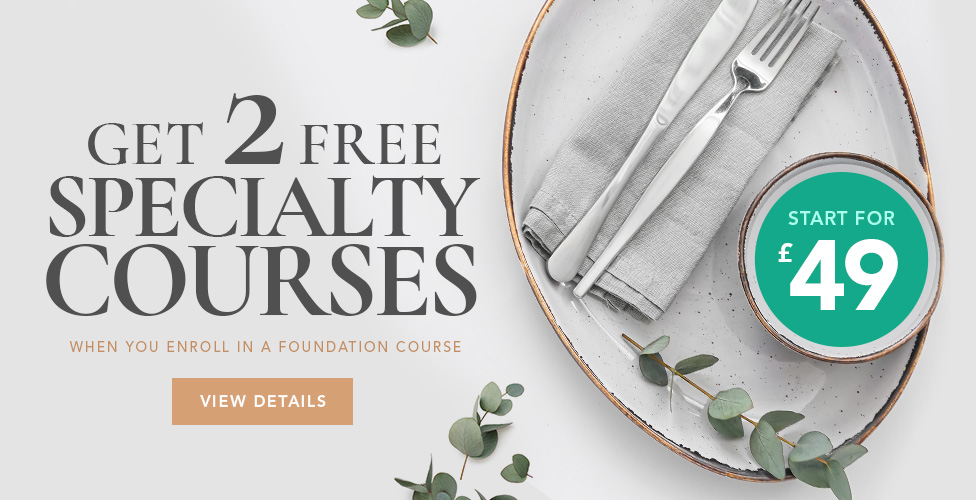 GET 2 FREE
SPECIALTY
COURSES
WHEN YOU ENROLL IN A FOUNDATION COURSE
VIEW DETAILS
START FOR
£49